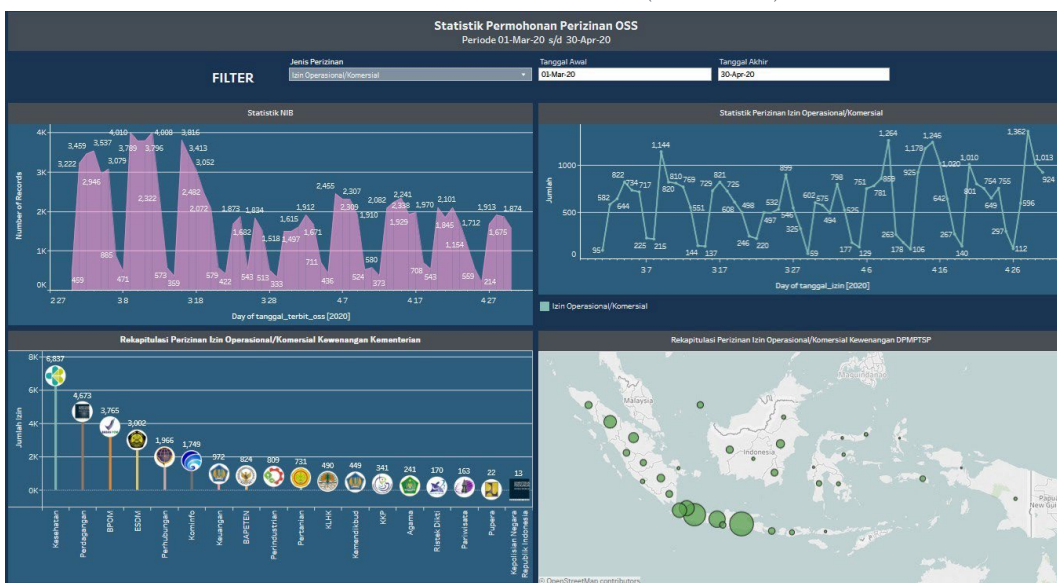 Statistik Permohonan Perizinan OSS
Periode 01-Mar-20 s/d 30-Apr-20
FILTER
Jenis Perizinan
Izin Operasional/Komersial
Tanggal Awal
01-Mar-20
Tanggal Akhir
30-Apr-20
Statistik NIB
Number of Records
4K
3K
2K
1K
0K
3,222
3,459
3,537
2,946
3,079
4,010
3,789
4,008
3,796
2,322
3,816
3,413
3,052
2,482
2,072
469
865
471
573
359
579
422
1,873
1,682
543
1,834
513
1,518
333
1,615
1,497
1,912
1,671
711
436
2,455
2,307
2,309
1,910
524
580
373
2,082
2,241
2,338
1,929
708
1,970
543
2,101
1,845
1,712
1,154
559
214
1,913
1,675
1,874
2 27
3 8
3 18
3 28
4 7
4 17
4 27
Day of tanggal_terbit_oss [2020]
Statistik Perizinan Izin Operasional/Komersial
Jumlah
1000
500
0
95
582
822
644
734
717
225
215
1,144
820
810
769
551
144
137
729
821
725
608
498
246
220
532
497
899
546
325
59
602
575
494
798
525
177
129
751
781
859
1,264
263
178
106
925
1,178
1,246
1,020
642
267
140
1,010
801
649
754
755
297
112
1,362
596
1,013
924
3 7
3 17
3 27
4 6
4 16
4 26
Day of tanggal_izin [2020]
Izin Operasional/Komersial
Rekapitulasi Perizinan Izin Operasional/Komersial Kewenangan Kementerian
Jumlah Izin
8K
6K
4K
2K
0K
6,837
4,673
3,765
3,002
1,966
1,749
972
824
809
731
490
449
341
241
170
163
22
13
Kesehatan
Perdagangan
BPOM
ESDM
Perhubungan
Kominfo
Keuangan
BAPETEN
Perindustrian
Pertanian
KLHK
Kemendikbud
KKP
Agama
Ristek Dikti
Pariwisata
Pupera
Kepolisian Negara
Republik Indonesia
Rekapitulasi Perizinan Izin Operasional/Komersial Kewenangan DPMPTSP
Maguindanao
Malaysia
Indonesia
Papua
New Guin
© OpenStreetMap contributors